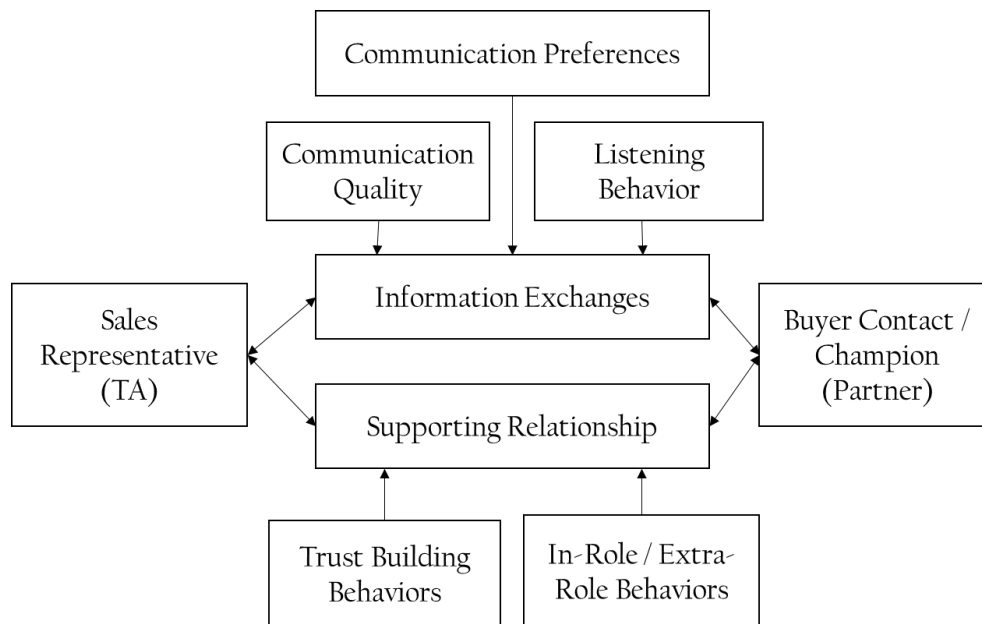 Communication Preferences
Communication
Quality
Listening
Behavior
Information Exchanges
Sales
Representative
(TA)
Buyer Contact /
Champion
(Partner)
Supporting Relationship
Trust Building
Behaviors
In-Role / Extra-
Role Behaviors